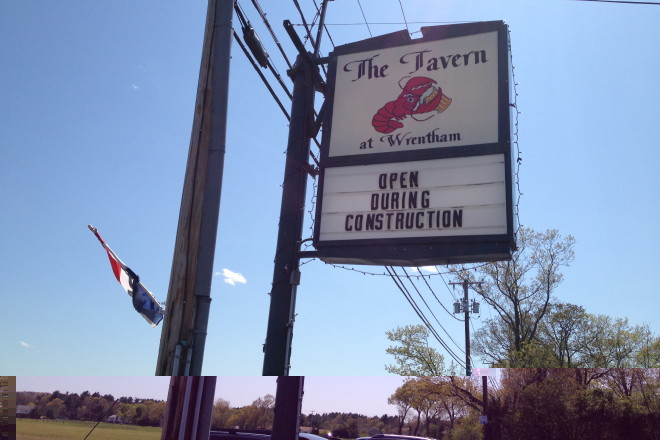 The Tavern
at Wrentham
OPEN
DURING
CONSTRUCTION